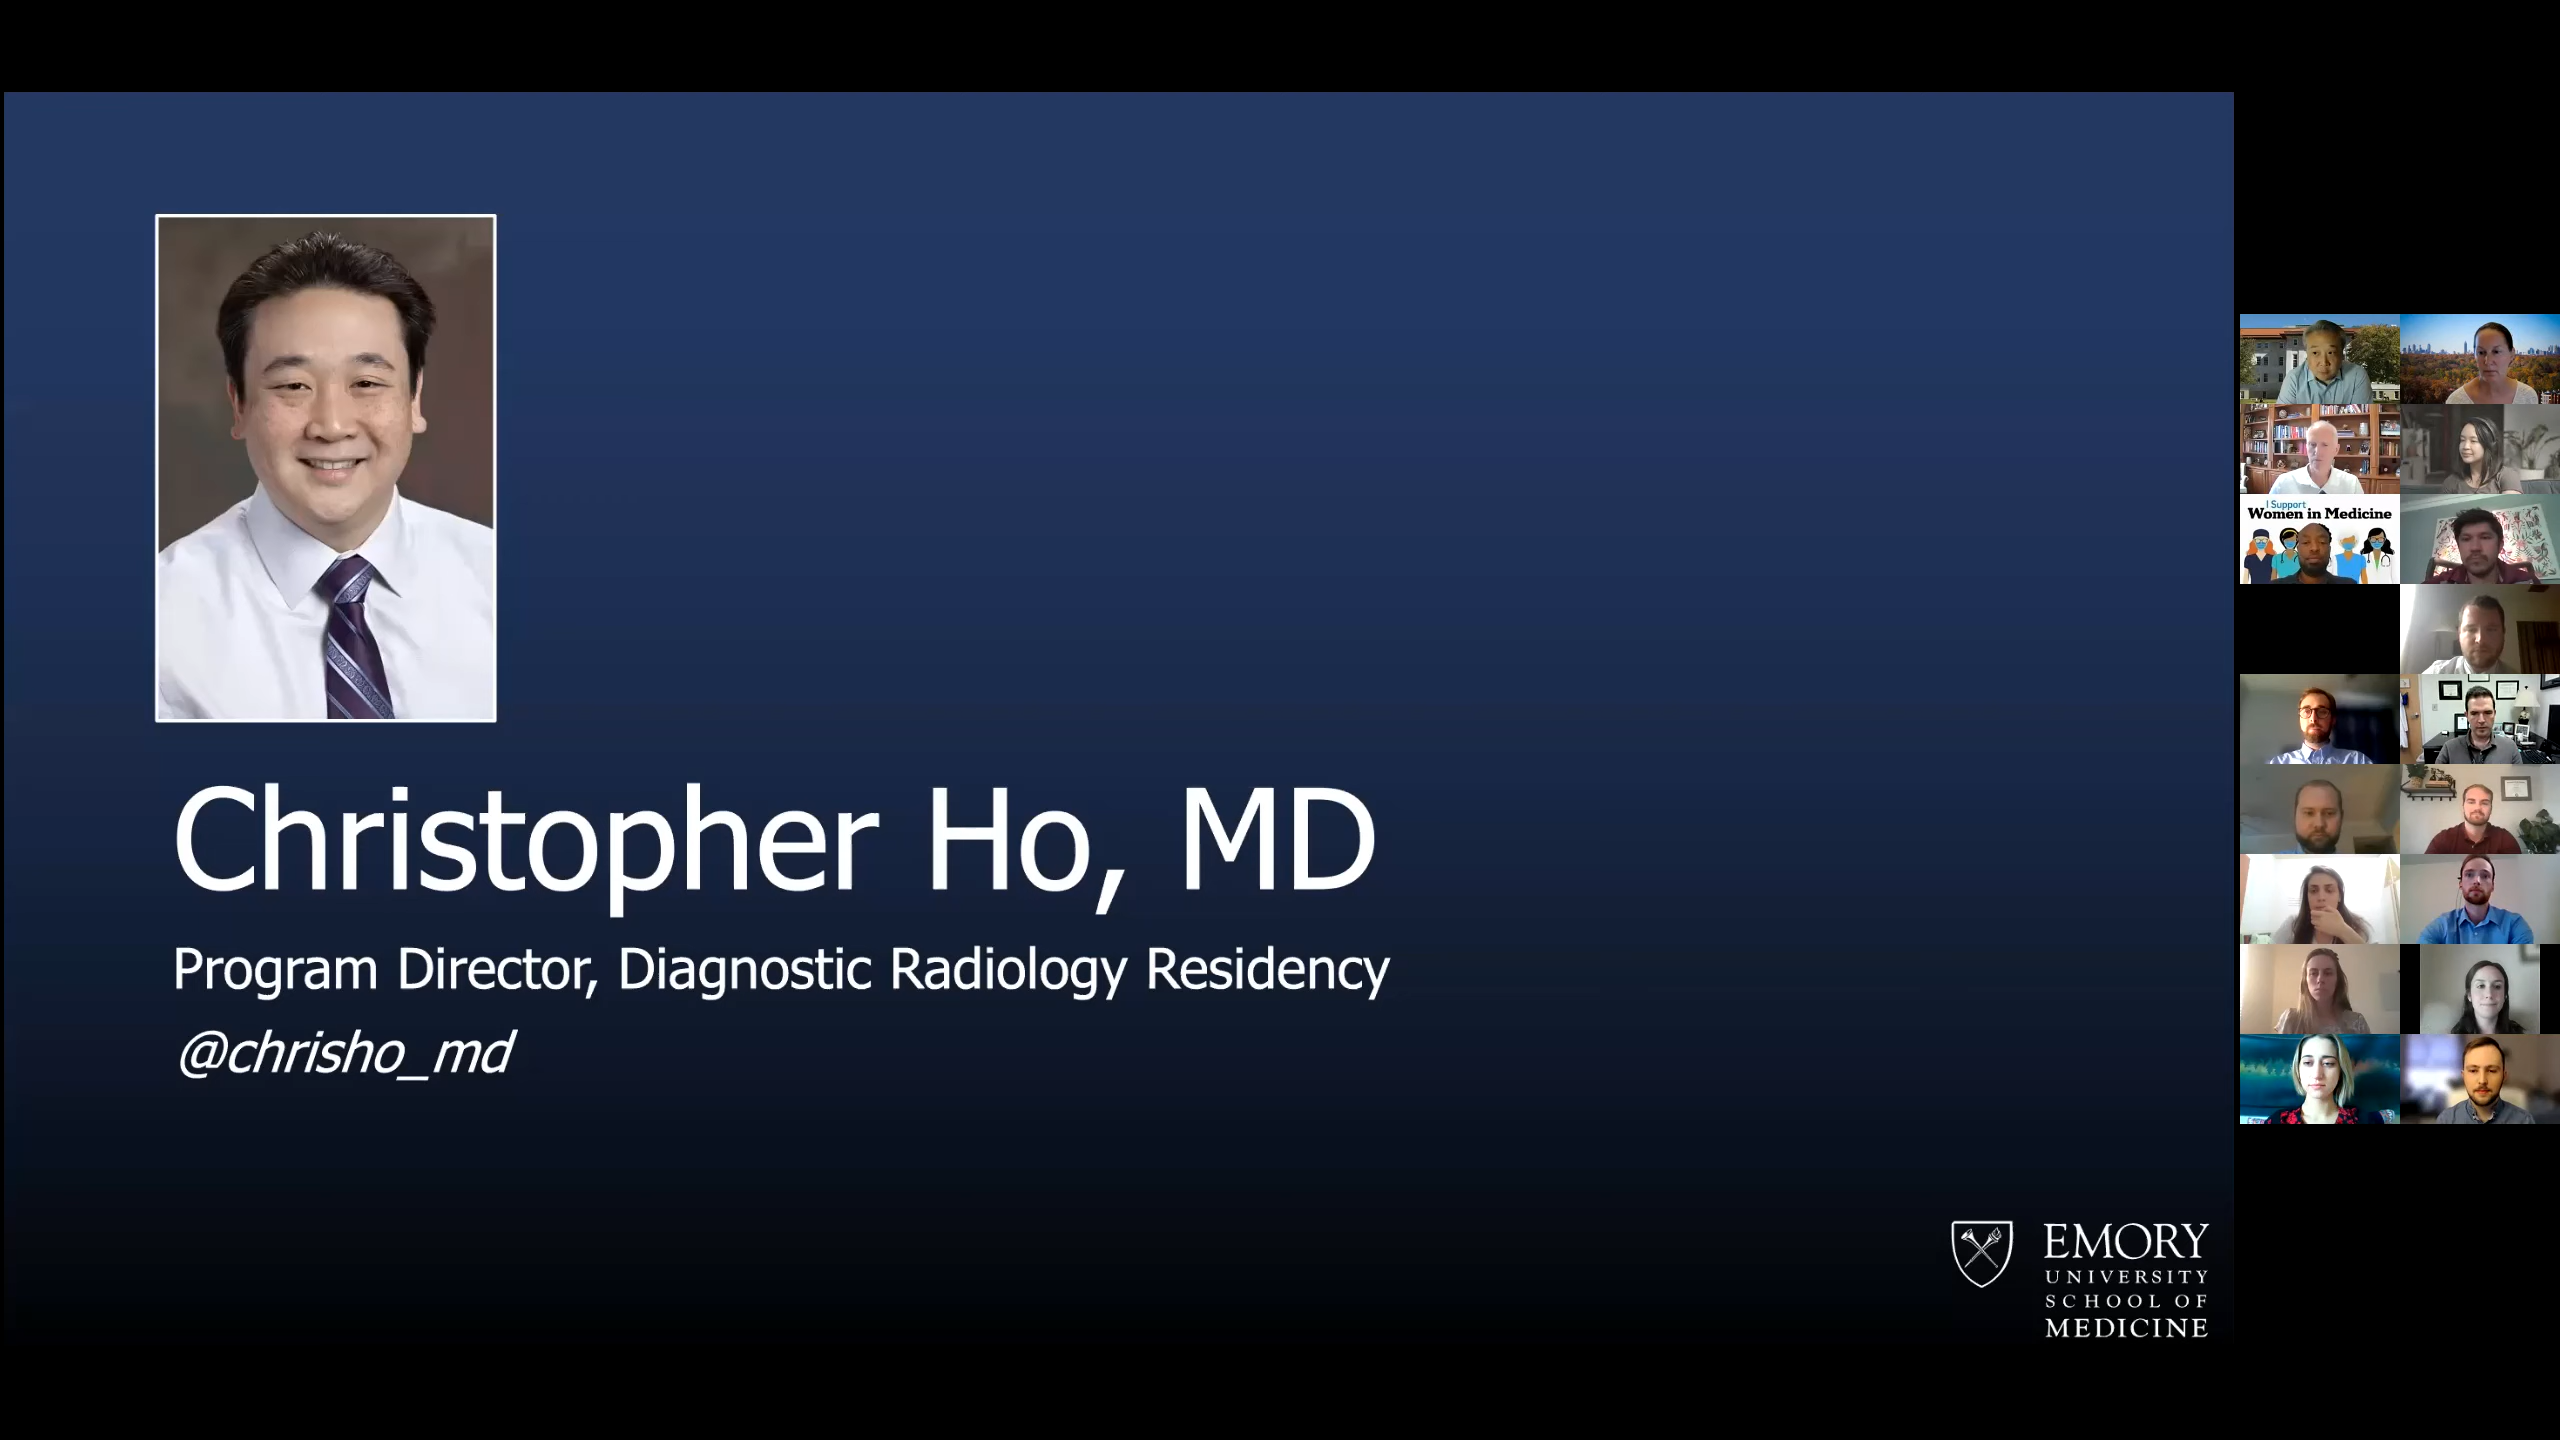 Christopher Ho, MD
Program Director, Diagnostic Radiology Residency
@chrisho_md
EMORY
UNIVERSITY
SCHOOL OF
MEDICINE
I Support
Women in Medicine